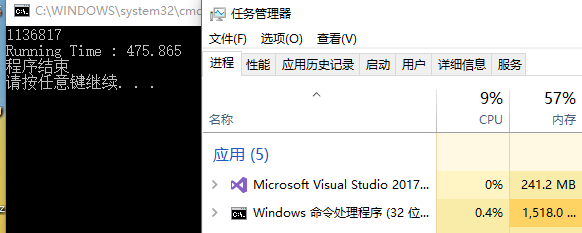 C:\WINDOWS\system32\cmd
1136817
Running Time : 475.865
程序结束
请按任意键继续. . .
任务管理器
文件(F) 选项(O) 查看(V)
进程 性能 应用历史记录 启动 用户 详细信息 服务
9% 57%
名称 CPU 内存
应用 (5)
Microsoft Visual Studio 2017... 0% 241.2 MB
Windows 命令处理程序 (32 位... 0.4% 1,518.0 ...